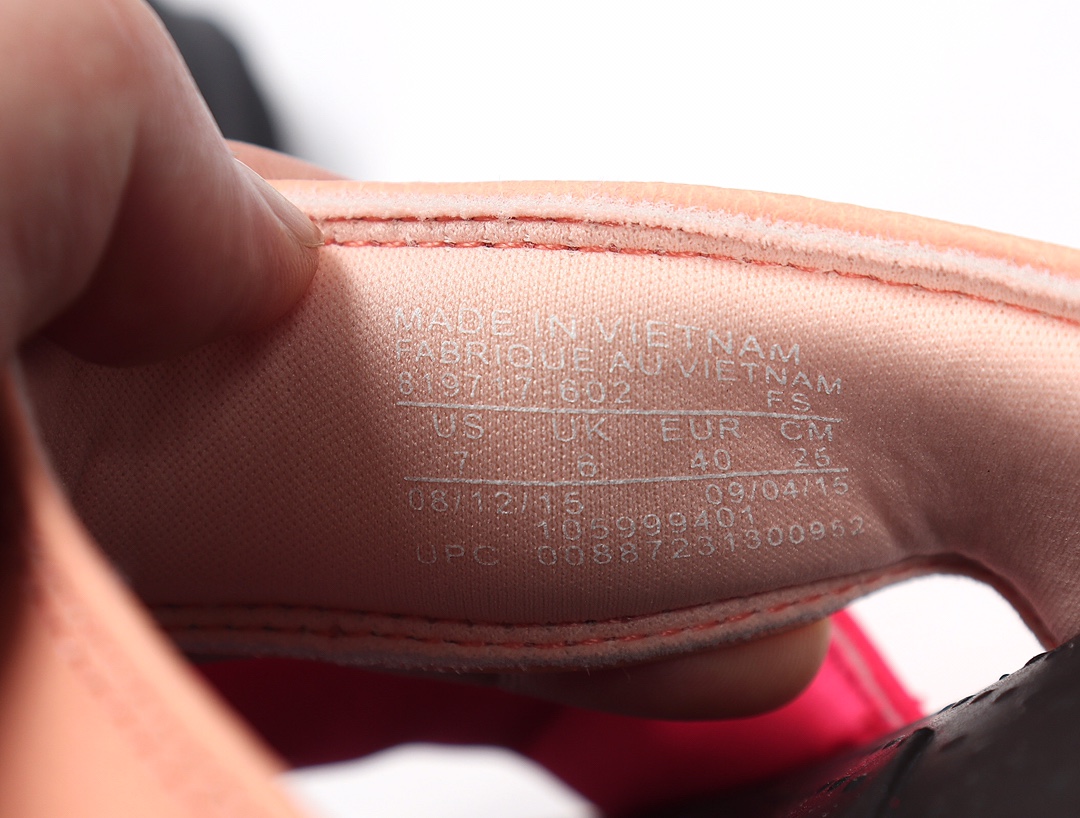 MADE IN VIETNAM
FABRIQUE AU VIETNAM
819717-602 FS
US UK EUR CM
7 6 40 25
08/12/15 09/04/15
105999401
UPC 00887231300952